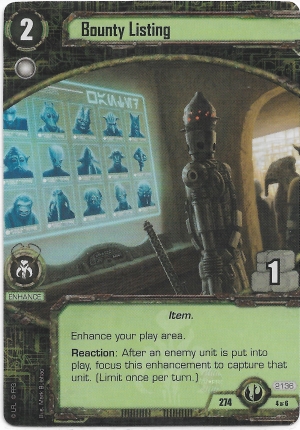 2
Bounty Listing
ENHANCE
1
Item.
Enhance your play area.
Reaction: After an enemy unit is put into
play, focus this enhancement to capture that
unit. (Limit once per turn.)
274
2136
4 of 6